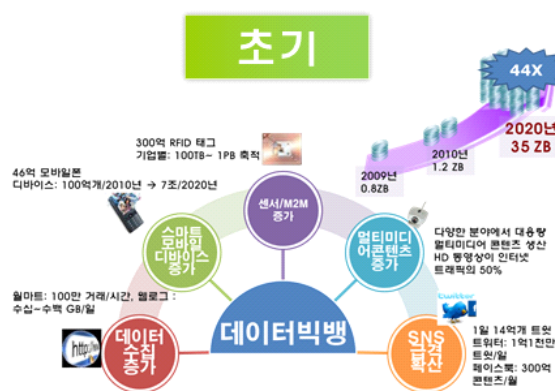 초기
44X
2020년
35 ZB
2010년
1.2 ZB
2009년
0.8ZB
300억 RFID 태그
기업별: 100TB~ 1PB 축적
46억 모바일폰
디바이스: 100억개/2010년 → 7조/2020년
센서/M2M
증가
스마트
모바일
디바이스
증가
멀티미디
어콘텐츠
증가
다양한 분야에서 대용량
멀티미디어 콘텐츠 생산
HD 동영상이 인터넷
트래픽의 50%
월마트: 100만 거래/시간, 웹로그 :
수십~수백 GB/일
http://
데이터
수집
증가
데이터빅뱅
twitter
SNS
급격
확산
1일 14억개 트윗
트위터: 1억1천만
트윗/일
페이스북: 300억
콘텐츠/월